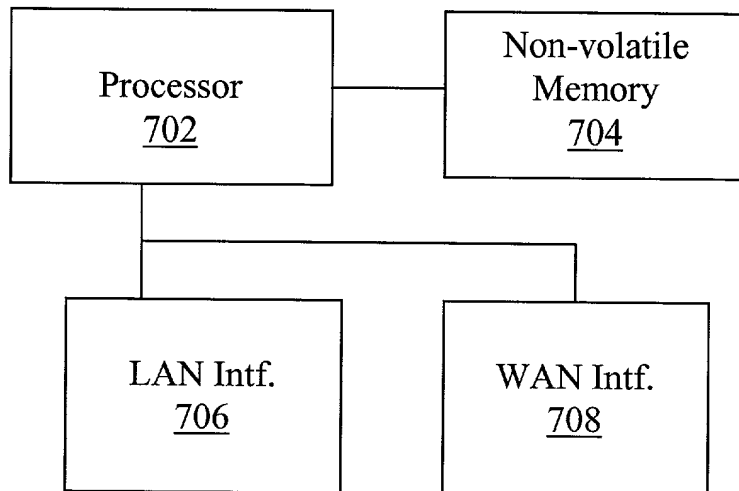 Processor
702
Non-volatile
Memory
704
LAN Intf.
706
WAN Intf.
708